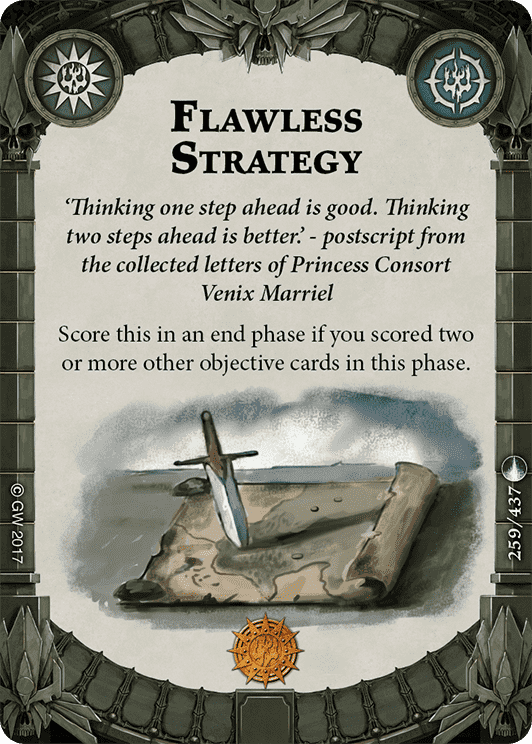 Flawless
Strategy
‘Thinking one step ahead is good. Thinking
two steps ahead is better.’ - postscript from
the collected letters of Princess Consort
Venix Marriel
Score this in an end phase if you scored two
or more other objective cards in this phase.
© GW 2017
259/437